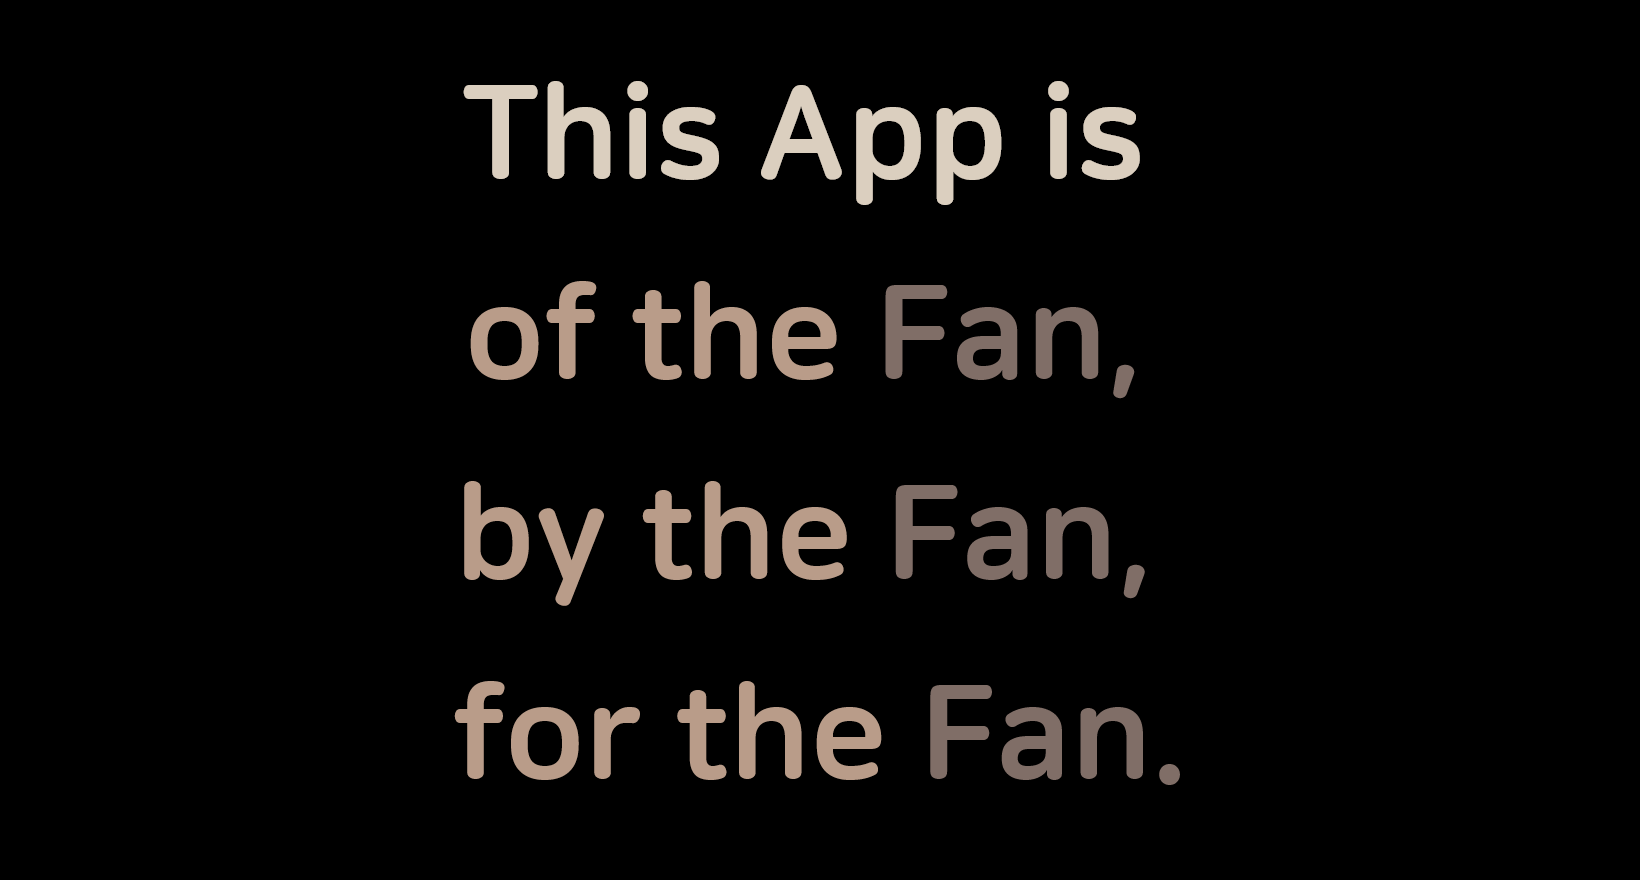 This App is
of the Fan,
by the Fan,
for the Fan.